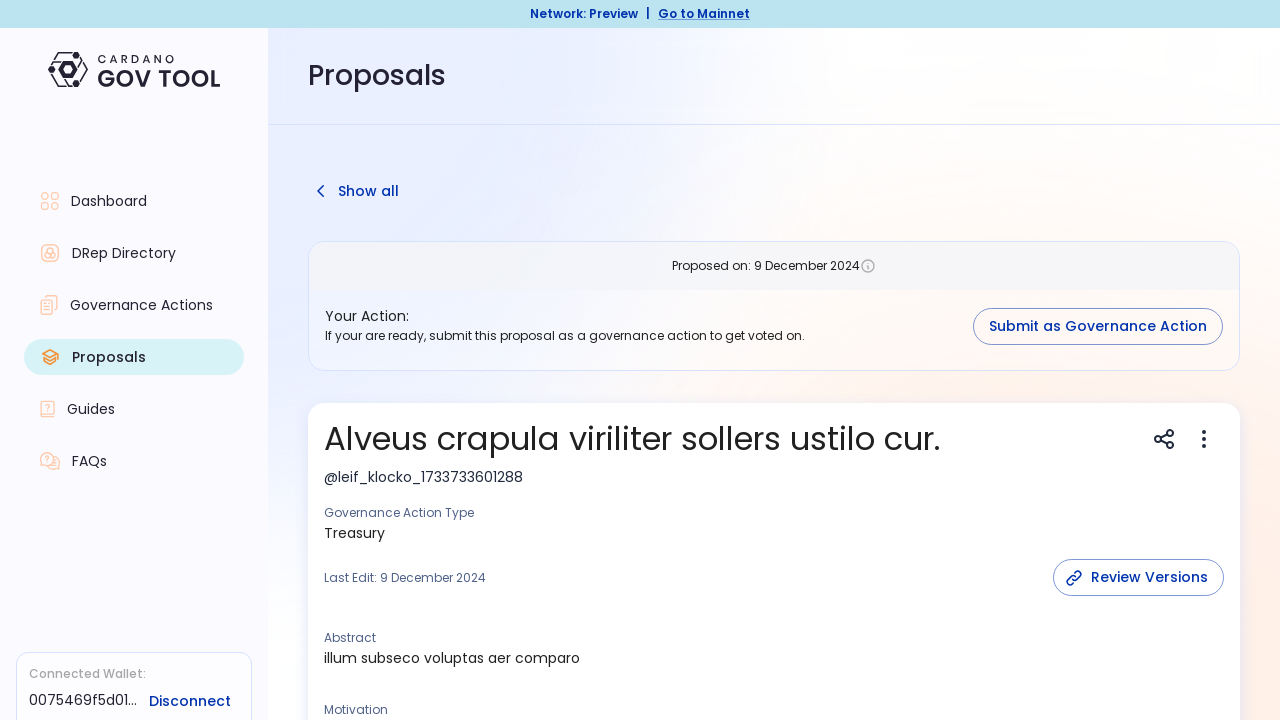 Network: Preview | Go to Mainnet
CARDANO
GOV TOOL
Proposals
Dashboard
DRep Directory
Governance Actions
Proposals
Guides
FAQs
Connected Wallet:
0075469f5d01...
Disconnect
Show all
Proposed on: 9 December 2024
Your Action:
If you are ready, submit this proposal as a governance action to get voted on.
Submit as Governance Action
Alveus crapula viriliter sollers ustilo cur.
@leif_klocko_1733733601288
Governance Action Type
Treasury
Last Edit: 9 December 2024
Review Versions
Abstract
illum subseco voluptas aer comparo
Motivation